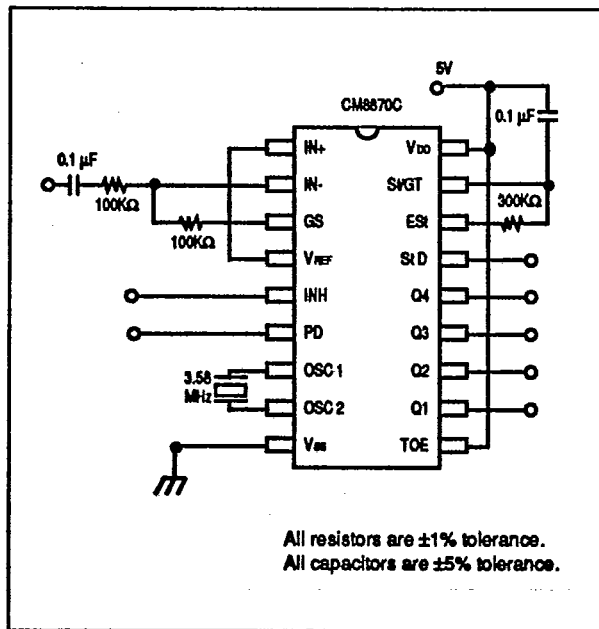 5V
CM8870C
0.1 µF
0.1 µF
100KΩ
100KΩ
300KΩ
IN+
IN-
GS
VREF
INH
PD
OSC 1
OSC 2
VSS
3.58
MHz
VDD
St/GT
ESt
StD
Q4
Q3
Q2
Q1
TOE
All resistors are ±1% tolerance.
All capacitors are ±5% tolerance.